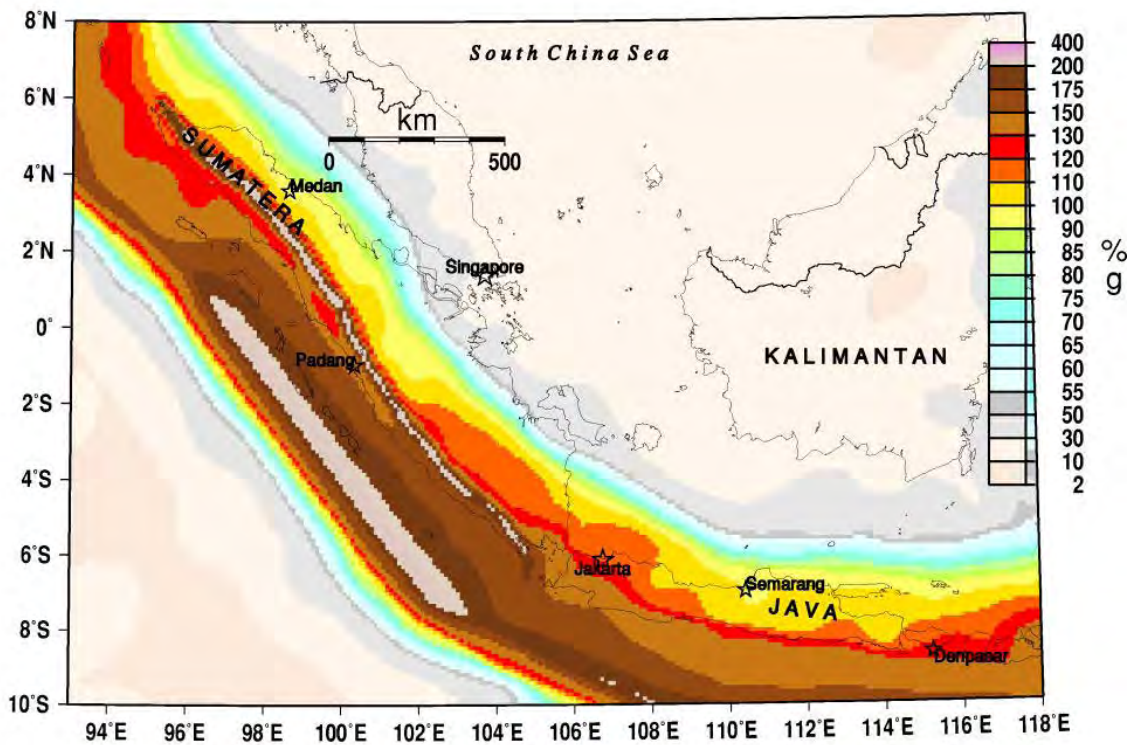 8°N
6°N
4°N
2°N
0°
2°S
4°S
6°S
8°S
10°S
South China Sea
km
0 500
SUMATERA
Medan
Singapore
Padang
KALIMANTAN
Jakarta
Semarang
JAVA
Denpasar
400
200
175
150
130
120
110
100
90
85
80
75
70
65
60
55
50
30
10
2
%
g
94°E 96°E 98°E 100°E 102°E 104°E 106°E 108°E 110°E 112°E 114°E 116°E 118°E